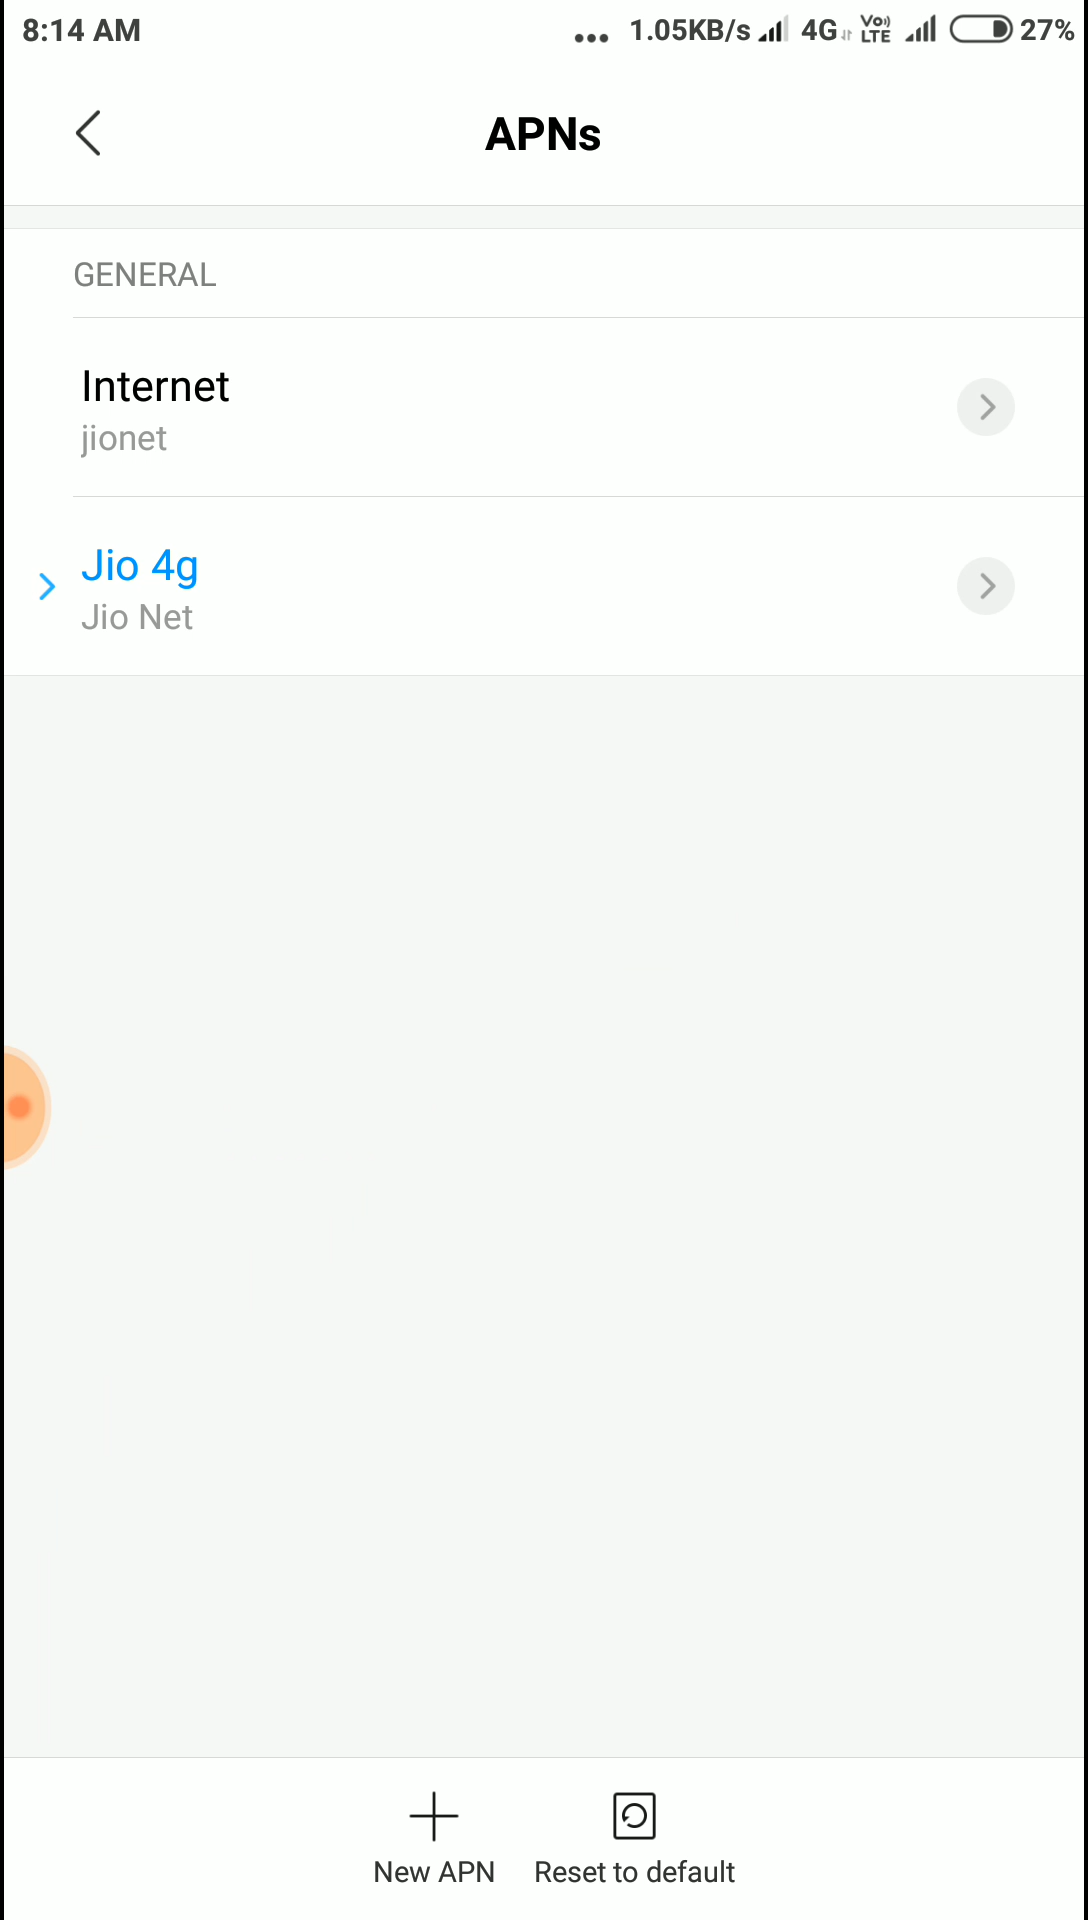 8:14 AM ... 1.05KB/s 4G VoLTE 27%
APNs
GENERAL
Internet
jionet
Jio 4g
Jio Net
New APN Reset to default